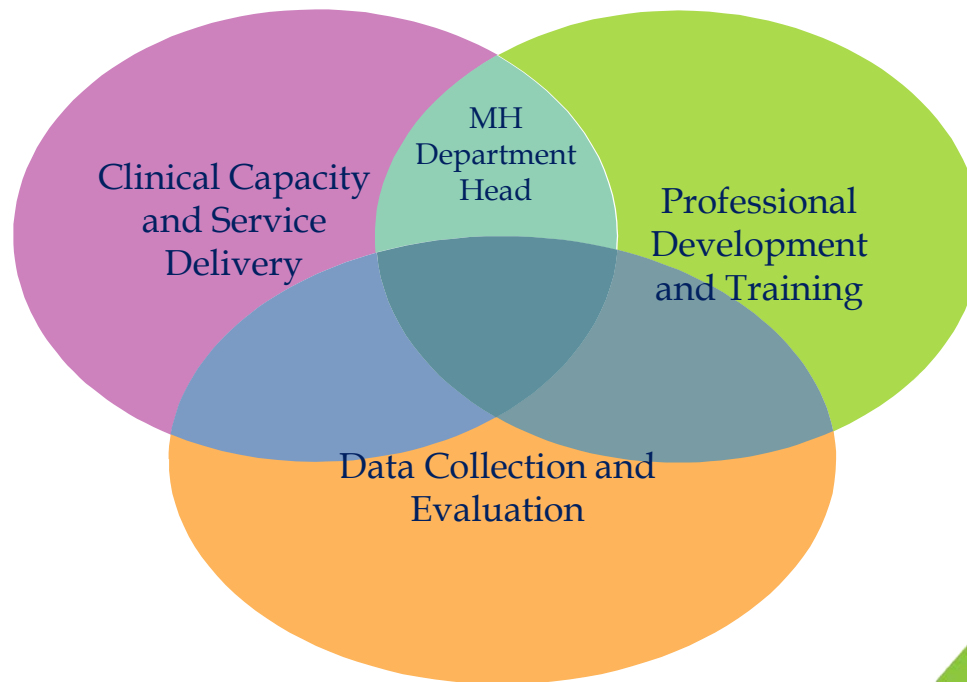 MH
Department
Head
Clinical Capacity
and Service
Delivery
Professional
Development
and Training
Data Collection and
Evaluation